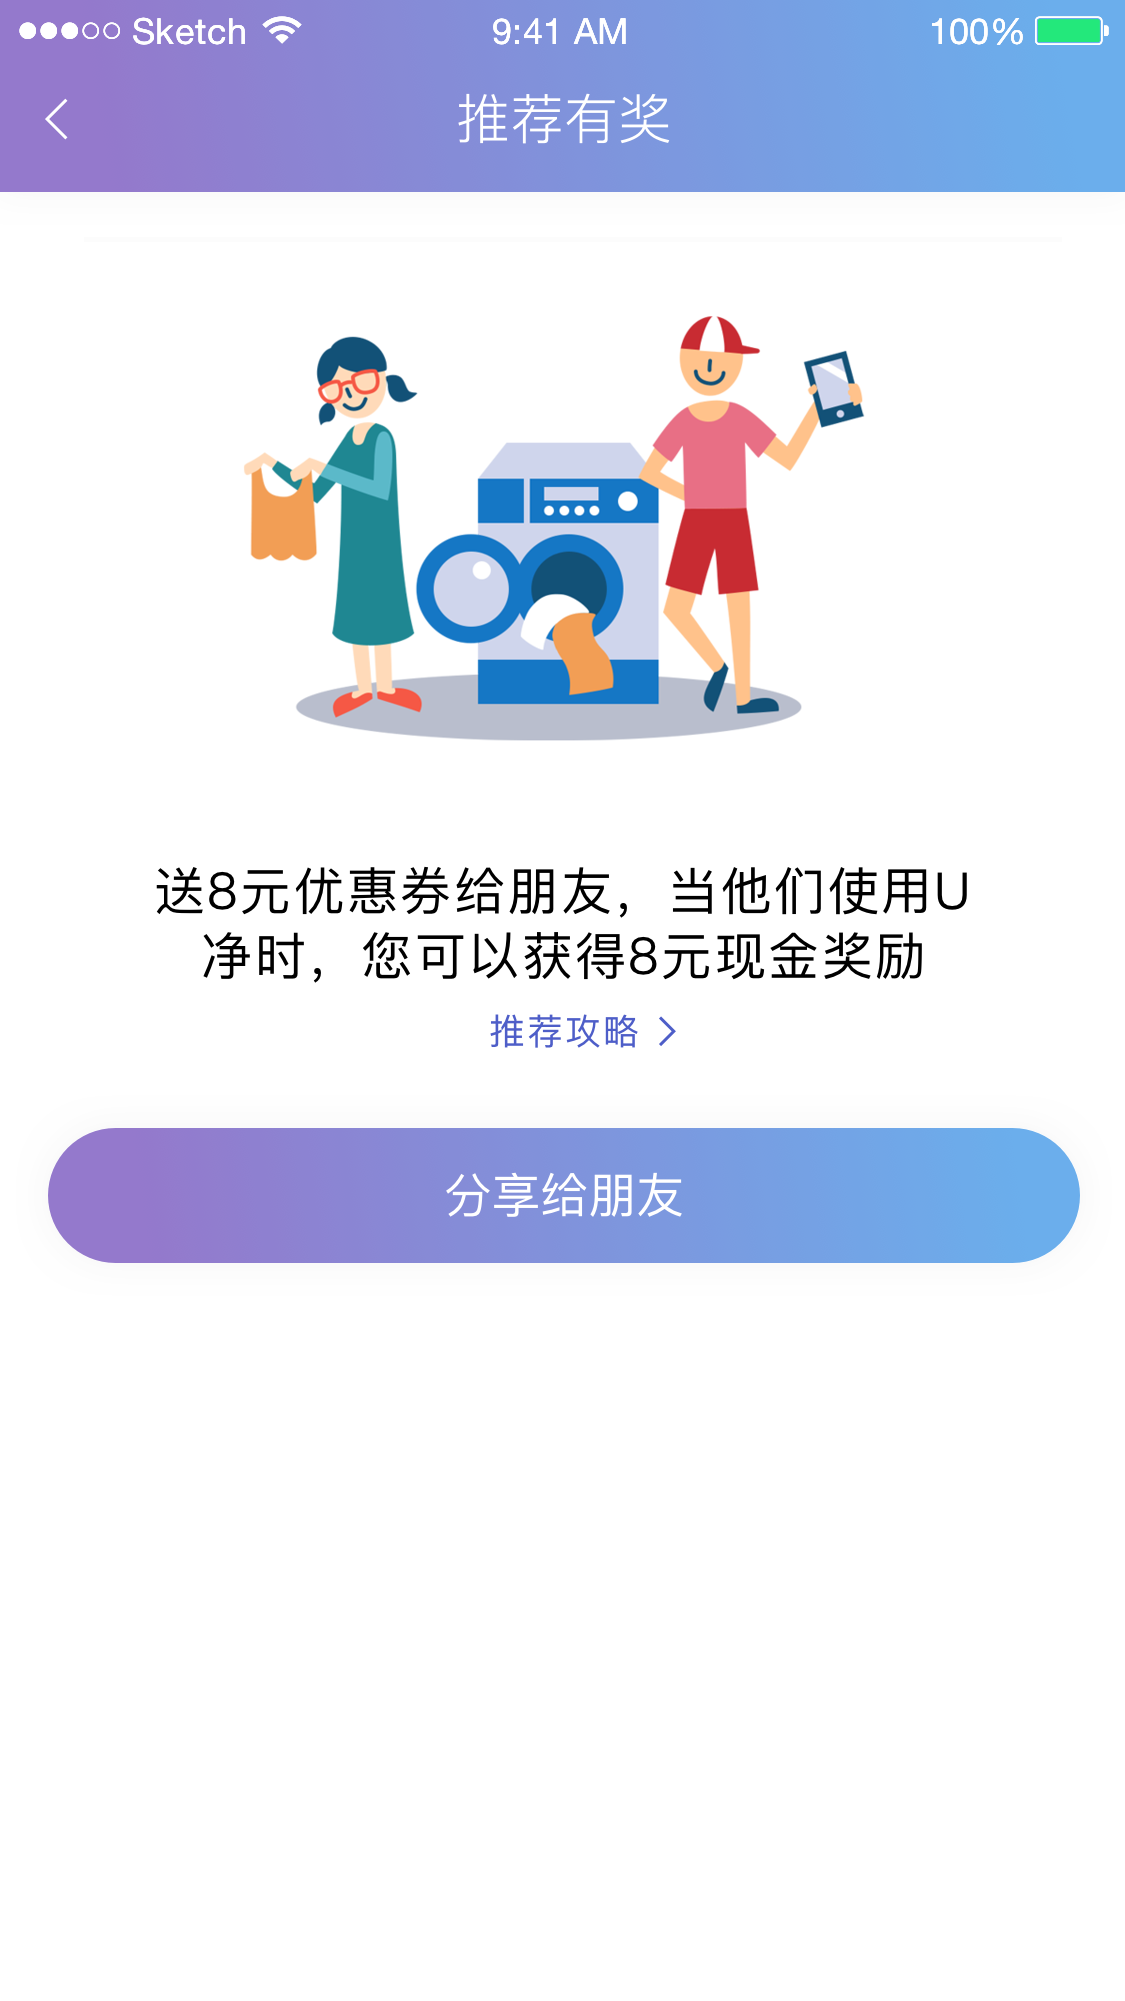 Sketch 9:41 AM 100%
推荐有奖
送8元优惠券给朋友，当他们使用U
净时，您可以获得8元现金奖励
推荐攻略
分享给朋友